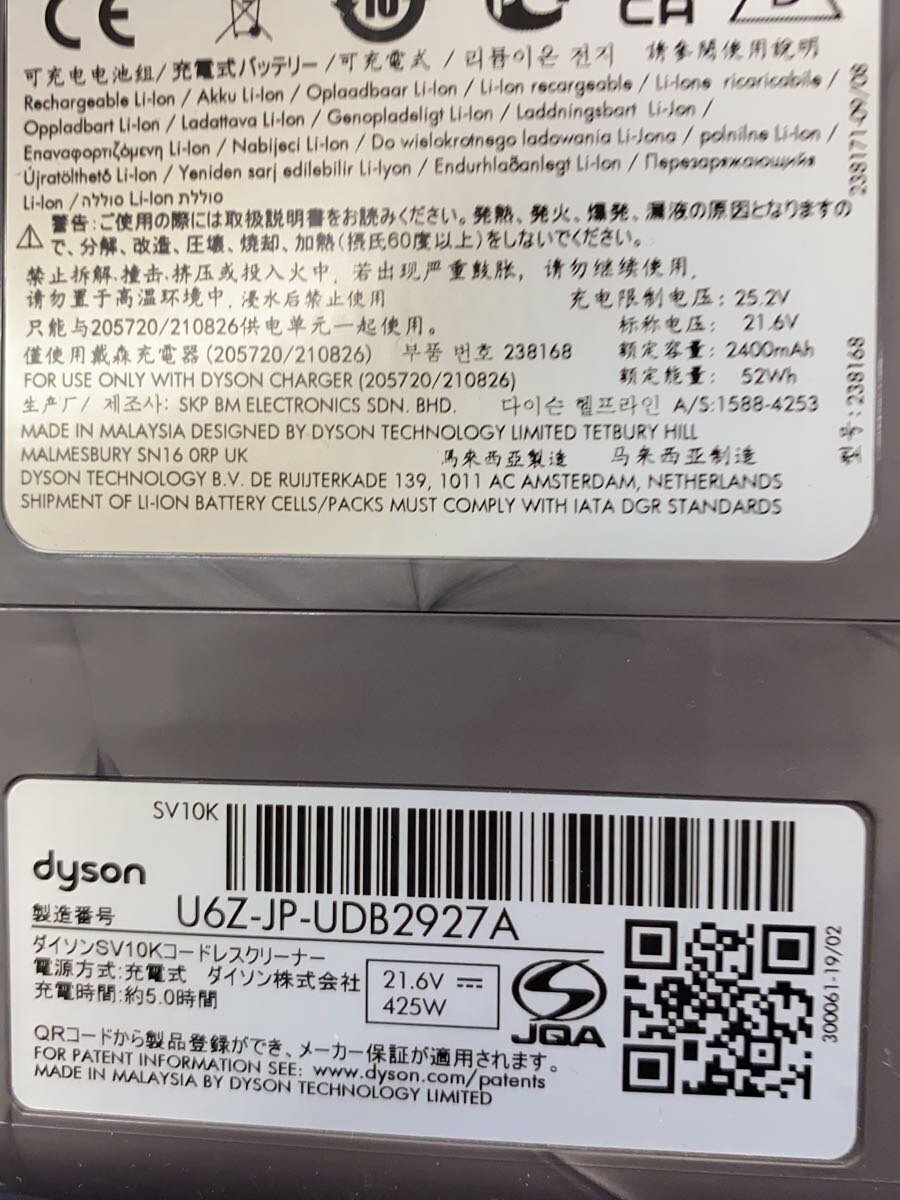 CE
10
可充电电池组/充電式バッテリー/可充電式 / 리튬이온 전지 請參閱使用說明
Rechargeable Li-Ion / Akku Li-Ion / Oplaadbaar Li-Ion / Li-Ion recargeable / Li-Ione ricaricabile /
Oppladbart Li-Ion / Ladattava Li-Ion / Genopladeligt Li-Ion / Laddningsbart Li-Jon /
Επαναφορτιζόμενη Li-Ion / Nabíjecí Li-Ion / Do wielokrotnego ładowania Li-Jona / polnilne Li-Ion /
Újratölthető Li-Ion / Yeniden sarj edilebilir Li-Iyon / Endurhlaðanlegt Li-Ion / Перезаряжающийся
Li-Ion / סוללה Li-Ion סוללת
238171-09/08
警告:ご使用の際には取扱説明書をお読みください。発熱、発火、爆発、漏液の原因となりますの
で、分解、改造、圧壊、焼却、加熱(摂氏60度以上)をしないでください。
禁止拆解,撞击,挤压或投入火中,若出现严重鼓胀,请勿继续使用,
请勿置于高温环境中,浸水后禁止使用 充电限制电压: 25.2V
只能与205720/210826供电单元一起使用。 标称电压: 21.6V
僅使用戴森充電器 (205720/210826) 부품 번호 238168 额定容量: 2400mAh
FOR USE ONLY WITH DYSON CHARGER (205720/210826) 额定能量: 52Wh
生产厂/ 제조사: SKP BM ELECTRONICS SDN. BHD. 다이슨 헬프라인 A/S:1588-4253
型号:238168
MADE IN MALAYSIA DESIGNED BY DYSON TECHNOLOGY LIMITED TETBURY HILL
MALMESBURY SN16 0RP UK 馬來西亞製造 马来西亚制造
DYSON TECHNOLOGY B.V. DE RUIJTERKADE 139, 1011 AC AMSTERDAM, NETHERLANDS
SHIPMENT OF LI-ION BATTERY CELLS/PACKS MUST COMPLY WITH IATA DGR STANDARDS
SV10K
dyson
製造番号 U6Z-JP-UDB2927A
ダイソンSV10Kコードレスクリーナー
電源方式:充電式 ダイソン株式会社
充電時間:約5.0時間
21.6V
425W
JQA
300061-19/02
QRコードから製品登録ができ、メーカー保証が適用されます。
FOR PATENT INFORMATION SEE: www.dyson.com/patents
MADE IN MALAYSIA BY DYSON TECHNOLOGY LIMITED